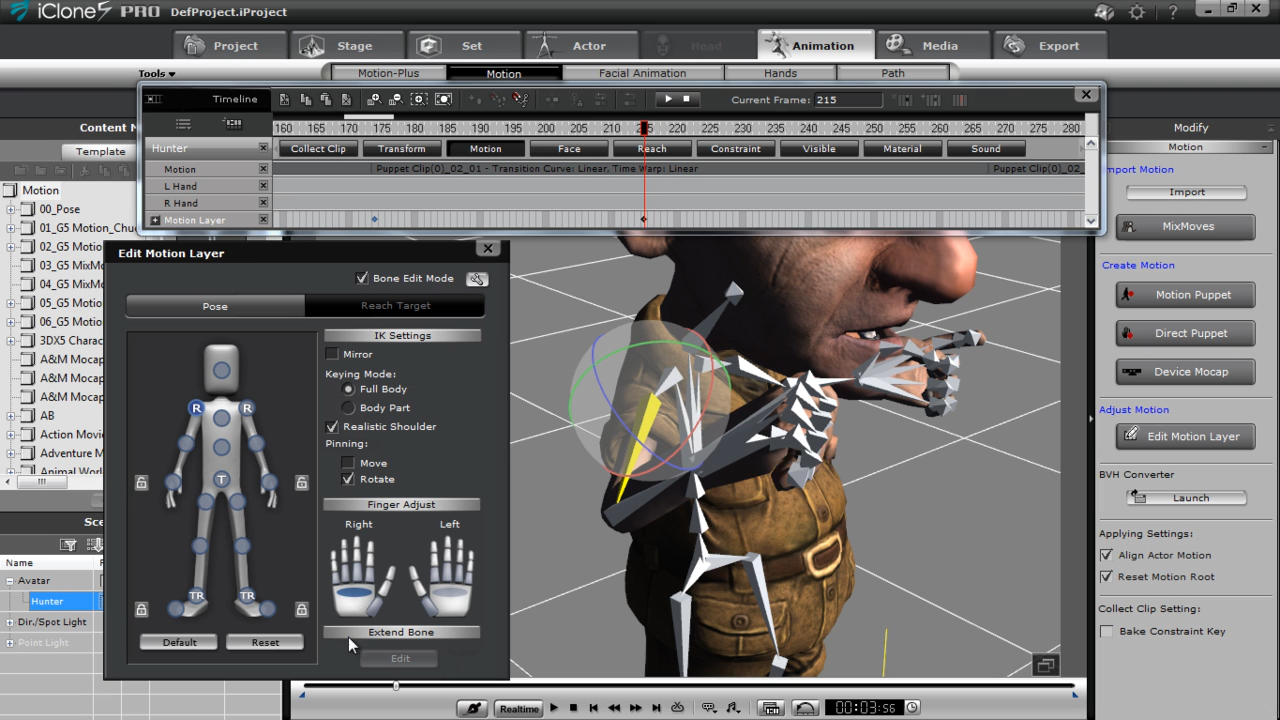 iClone5 PRO DefProject.iProject
?
Project Stage Set Actor Head Animation Media Export
Tools ▾
Motion-Plus Motion Facial Animation Hands Path
Timeline Current Frame: 215
160 165 170 175 180 185 190 195 200 205 210 215 220 225 230 235 240 245 250 255 260 265 270 275 280
Hunter Collect Clip Transform Motion Face Reach Constraint Visible Material Sound
Motion Puppet Clip(0)_02_01 - Transition Curve: Linear, Time Warp: Linear Puppet Clip(0)_02_
L Hand
R Hand
Motion Layer
Content M
Template
Motion
00_Pose
01_G5 Motion_Chu
02_G5 Motio
03_G5 MixMo
04_G5 MixMo
05_G5 Motio
06_G5 Motio
3DX5 Charac
A&M Mocap
A&M Mocap
A&M Mocap
AB
Action Movi
Adventure M
Animal World
Sce
Name
Avatar
Hunter
Dir./Spot Light
Point Light
Edit Motion Layer
Bone Edit Mode
Pose Reach Target
R R
T
TR TR
Default Reset
IK Settings
Mirror
Keying Mode:
Full Body
Body Part
Realistic Shoulder
Pinning:
Move
Rotate
Finger Adjust
Right Left
Extend Bone
Edit
Modify
Motion
Import Motion
Import
MixMoves
Create Motion
Motion Puppet
Direct Puppet
Device Mocap
Adjust Motion
Edit Motion Layer
BVH Converter
Launch
Applying Settings:
Align Actor Motion
Reset Motion Root
Collect Clip Setting:
Bake Constraint Key
Realtime 00:03:56